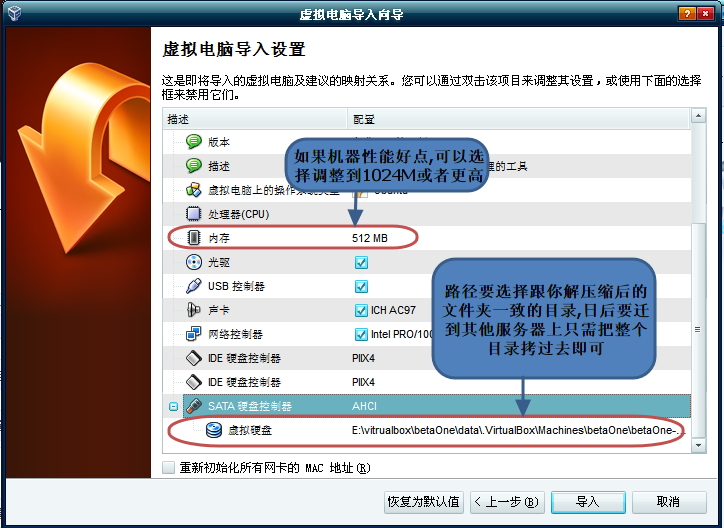 虚拟电脑导入向导
虚拟电脑导入设置
这是即将导入的虚拟电脑及建议的映射关系。您可以通过双击该项目来调整其设置，或使用下面的选择
框来禁用它们。
描述 配置
版本
描述 理的工具
如果机器性能好点,可以选
择调整到1024M或者更高
虚拟电脑上的操作系统类型 Ubuntu
处理器(CPU)
内存 512 MB
光驱
USB 控制器
声卡 ICH AC97
网络控制器 Intel PRO/100
IDE 硬盘控制器 PIIX4
IDE 硬盘控制器 PIIX4
SATA 硬盘控制器 AHCI
虚拟硬盘 E:\vitrualbox\betaOne\data\.VirtualBox\Machines\betaOne\betaOne-...
路径要选择跟你解压缩后的
文件夹一致的目录,日后要迁
到其他服务器上只需把整个
目录拷过去即可
重新初始化所有网卡的 MAC 地址(R)
恢复为默认值 < 上一步(B) 导入 取消